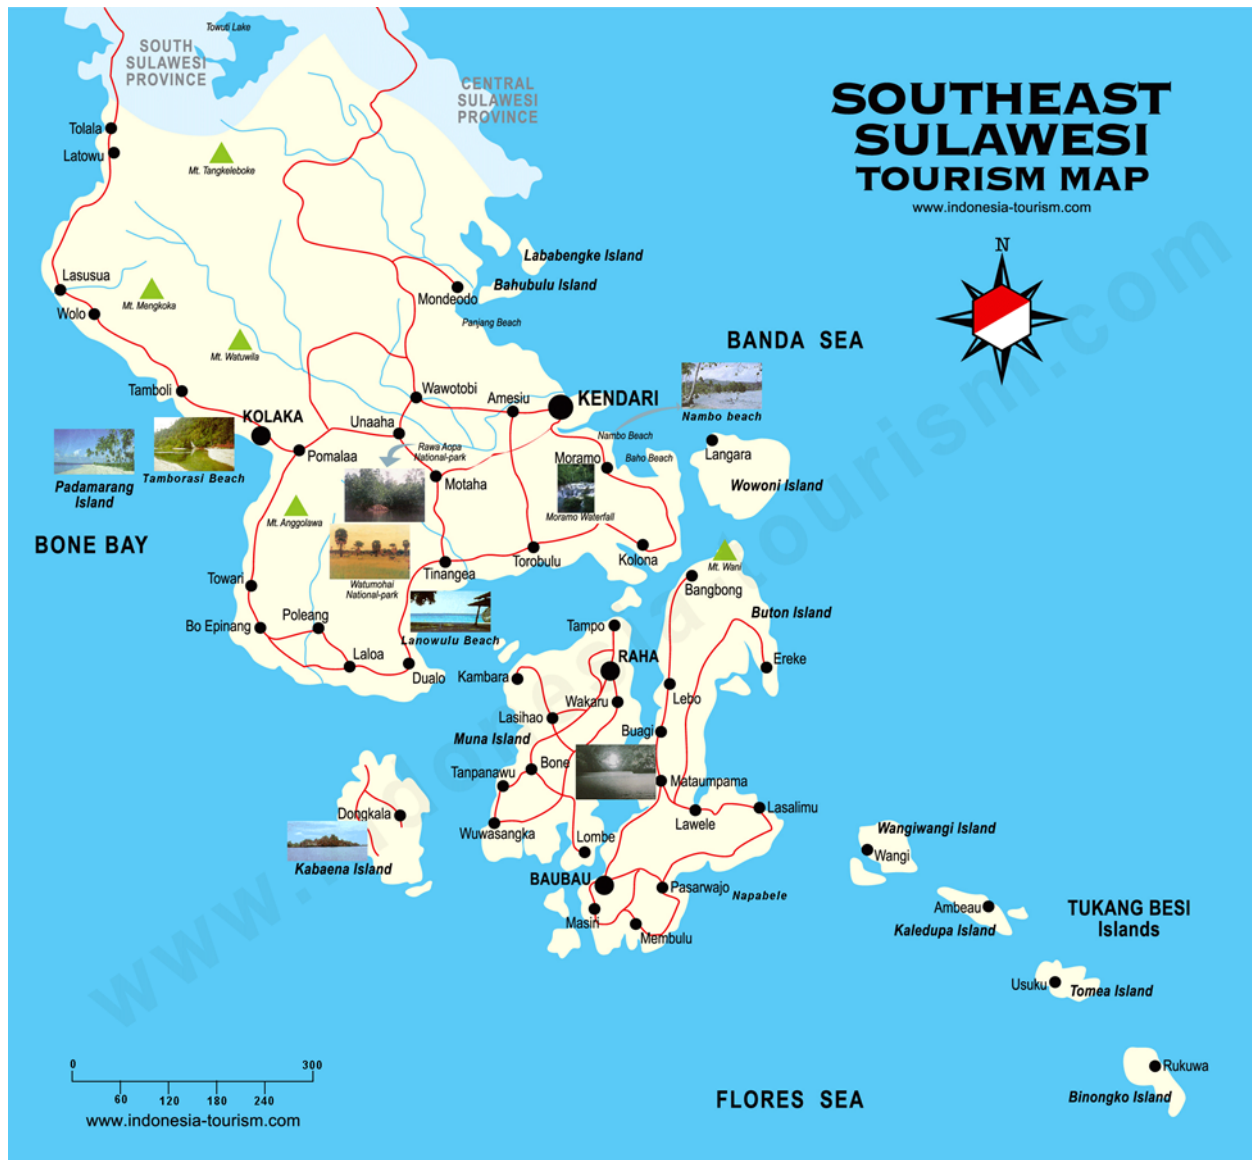 Towuti Lake
SOUTH
SULAWESI
PROVINCE
CENTRAL
SULAWESI
PROVINCE
SOUTHEAST
SULAWESI
TOURISM MAP
www.indonesia-tourism.com
Tolala
Latowu
Mt. Tangkeleboke
N
Lababengke Island
Lasusua
Bahubulu Island
Mondeodo
Mt. Mengkoka
Wolo
Panjang Beach
BANDA SEA
Mt. Watuwila
Tamboli
Wawotobi
Amesiu
KENDARI
KOLAKA
Unaaha
Nambo beach
Nambo Beach
Rawa Aopa
National-park
Langara
Pomalaa
Moramo
Baho Beach
Tamborasi Beach
Motaha
Padamarang
Island
Wowoni Island
Mt. Anggolawa
Moramo Waterfall
BONE BAY
Torobulu
Kolona
Mt. Wani
Tinangea
Towari
Watumohai
National-park
Bangbong
Poleang
Buton Island
Bo Epinang
Tampo
Lanowulu Beach
Laloa
RAHA
Ereke
Dualo
Kambara
Wakaru
Lebo
Lasihao
Buagi
Muna Island
Bone
Tanpanawu
Mataumpama
Dongkala
Lasalimu
Lawele
Wuwasangka
Lombe
Wangiwangi Island
Wangi
Kabaena Island
BAUBAU
Pasarwajo
Napabele
Masiri
Ambeau
TUKANG BESI
Islands
Kaledupa Island
Membulu
Usuku
Tomea Island
0 300
60 120 180 240
www.indonesia-tourism.com
Rukuwa
Binongko Island
FLORES SEA
www.indonesia-tourism.com